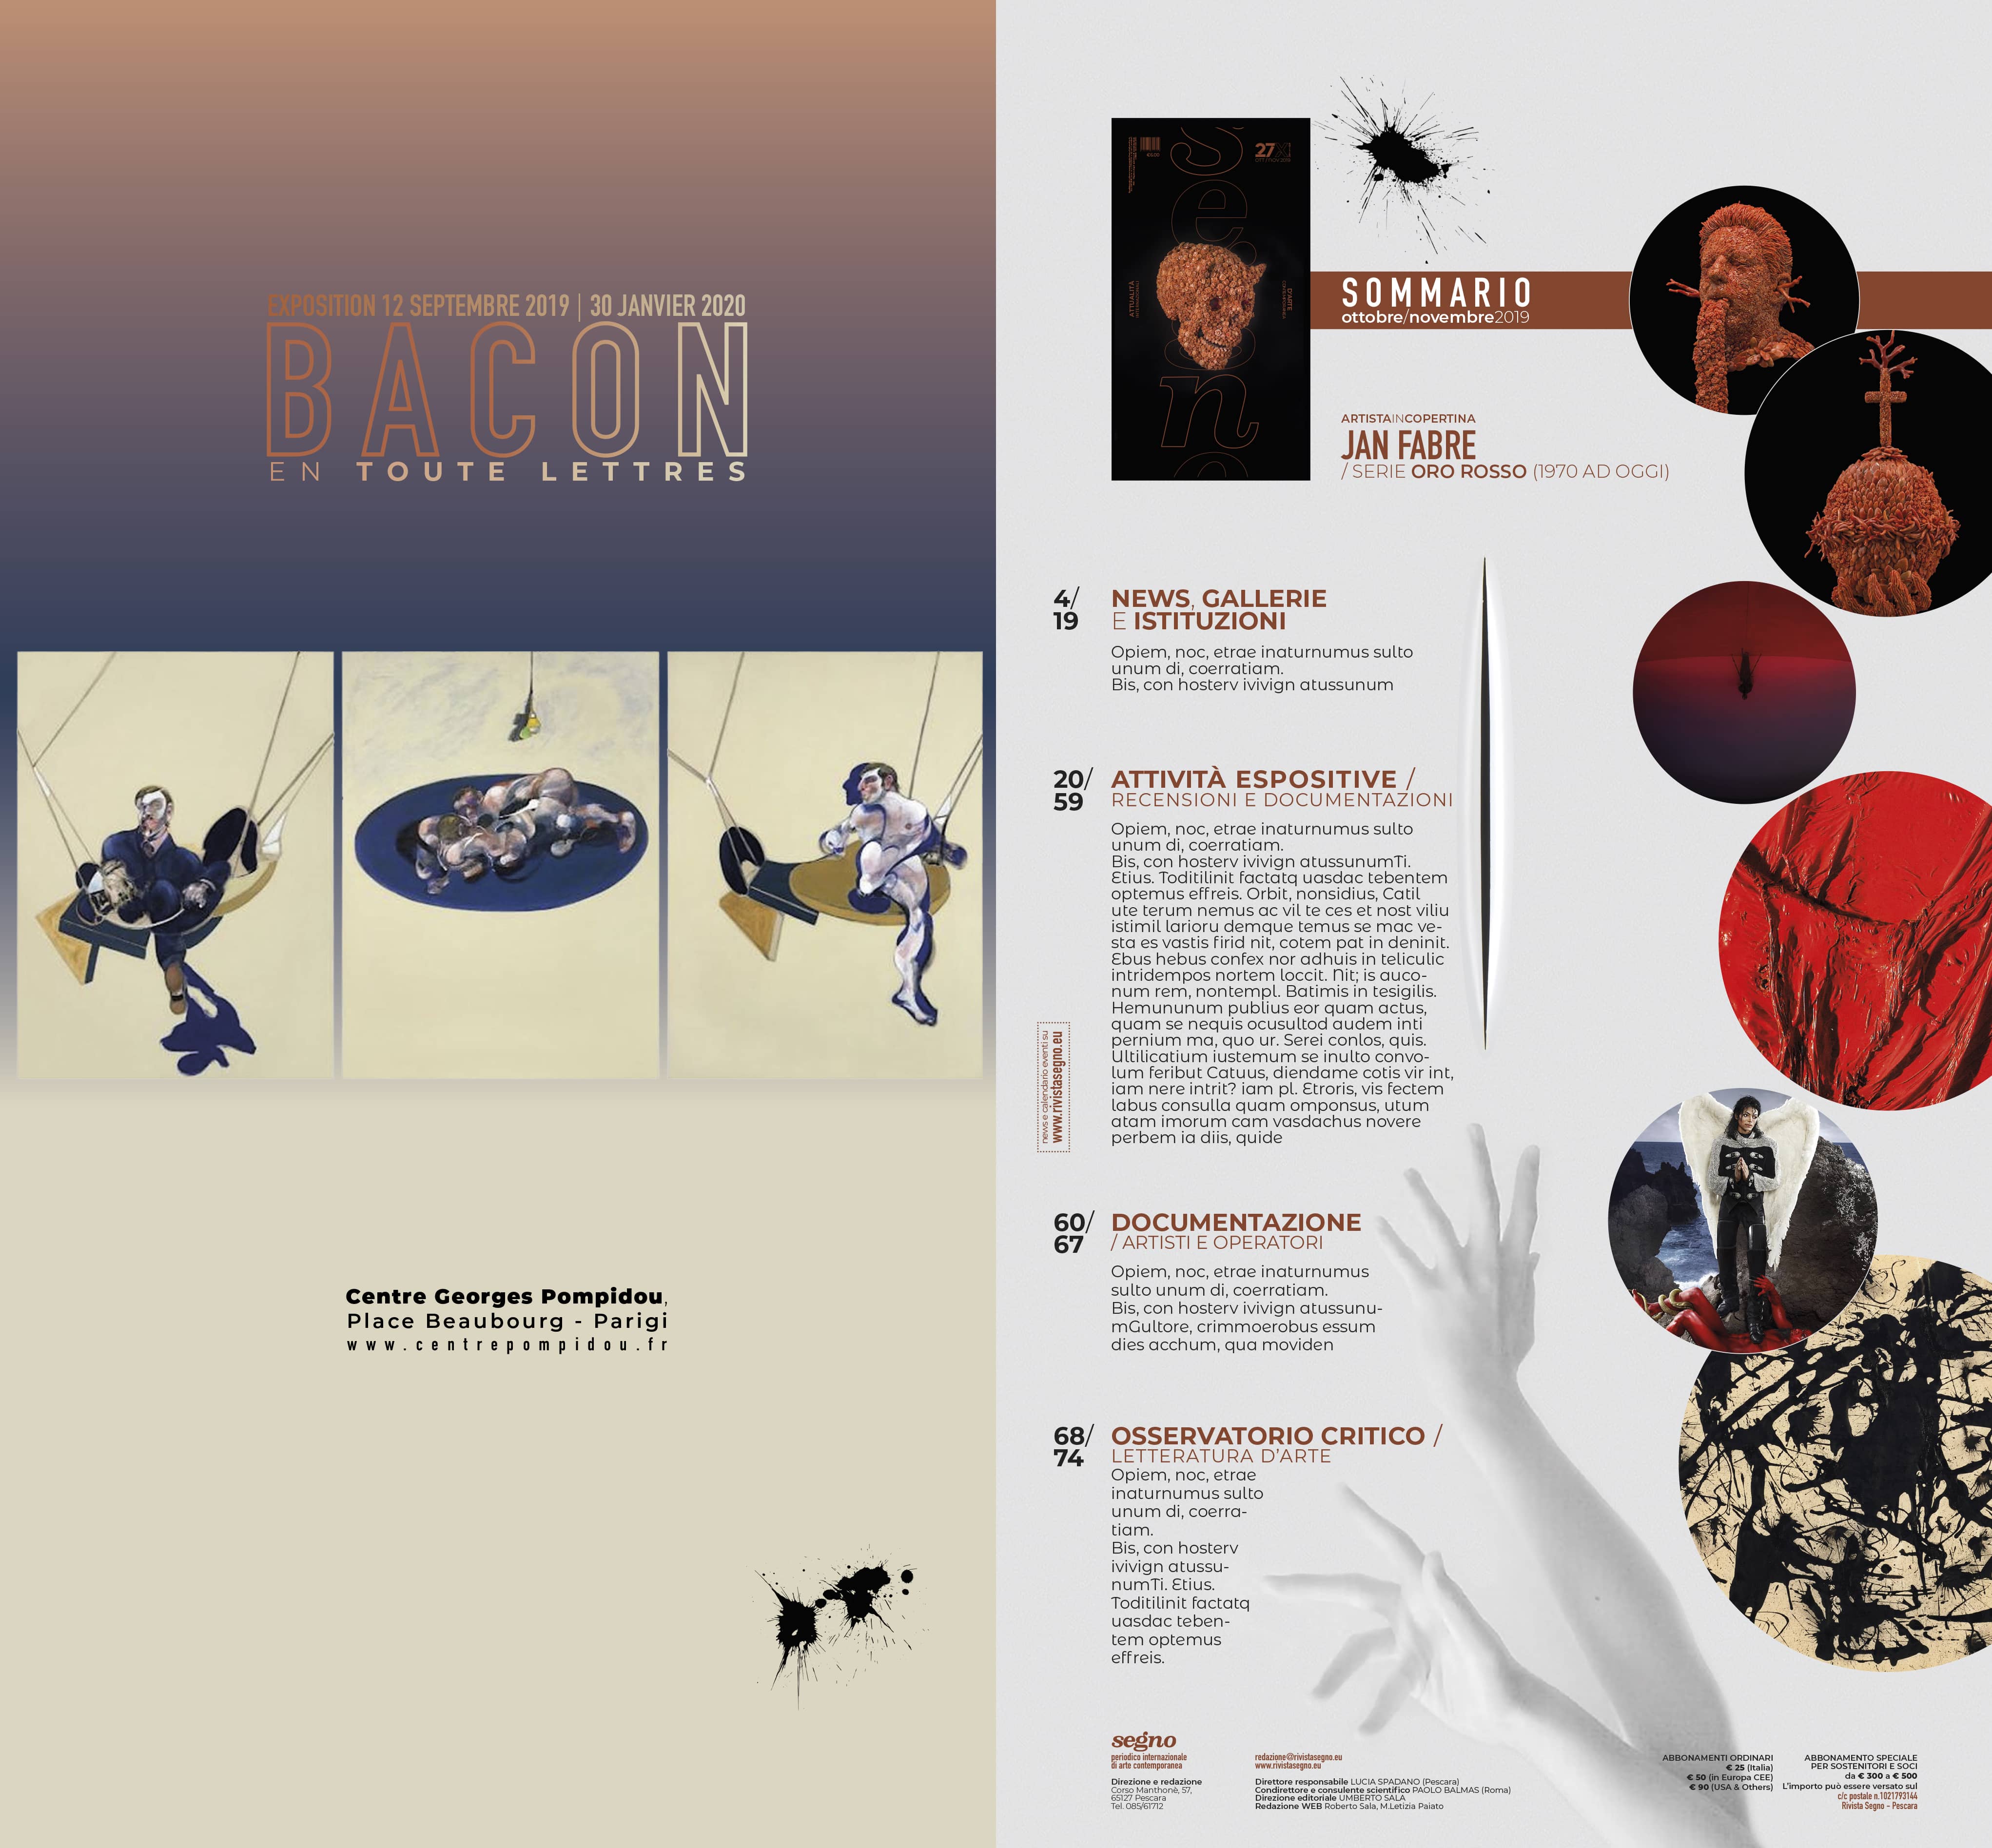 EXPOSITION 12 SEPTEMBRE 2019 | 30 JANVIER 2020
BACON
EN TOUTE LETTRES
Centre Georges Pompidou,
Place Beaubourg - Parigi
www.centrepompidou.fr
27XI
SOMMARIO
ottobre/novembre2019
ARTISTAINCOPERTINA
JAN FABRE
/ SERIE ORO ROSSO (1970 AD OGGI)
4/
19
NEWS, GALLERIE
E ISTITUZIONI
Opiem, noc, etrae inaturnumus sulto
unum di, coerratiam.
Bis, con hosterv ivivign atussunum
20/
59
ATTIVITÀ ESPOSITIVE /
RECENSIONI E DOCUMENTAZIONI
Opiem, noc, etrae inaturnumus sulto
unum di, coerratiam.
Bis, con hosterv ivivign atussunumTi.
Etius. Toditilinit factatq uasdac tebentem
optemus effreis. Orbit, nonsidius, Catil
ute terum nemus ac vil te ces et nost viliu
istimil larioru demque temus se mac ve-
sta es vastis firid nit, cotem pat in deninit.
Ebus hebus confex nor adhuis in teliculic
intridempos nortem loccit. Nit; is auco-
num rem, nontempl. Batimis in tesigilis.
Hemununum publius eor quam actus,
quam se nequis ocusultod audem inti
pernium ma, quo ur. Serei conlos, quis.
Ultilicatium iustemum se inulto convo-
lum feribut Catuus, diendame cotis vir int,
iam nere intrit? iam pl. Etroris, vis fectem
labus consulla quam omponsus, utum
atam imorum cam vasdachus novere
perbem ia diis, quide
news e calendario eventi su
www.rivistasegno.eu
60/
67
DOCUMENTAZIONE
/ ARTISTI E OPERATORI
Opiem, noc, etrae inaturnumus
sulto unum di, coerratiam.
Bis, con hosterv ivivign atussunu-
mGultore, crimmoerobus essum
dies acchum, qua moviden
68/
74
OSSERVATORIO CRITICO /
LETTERATURA D'ARTE
Opiem, noc, etrae
inaturnumus sulto
unum di, coerra-
tiam.
Bis, con hosterv
ivivign atussu-
numTi. Etius.
Toditilinit factatq
uasdac teben-
tem optemus
effreis.
segno
periodico internazionale
di arte contemporanea
Direzione e redazione
Corso Manthonè, 57,
65127 Pescara
Tel. 085/61712
redazione@rivistasegno.eu
www.rivistasegno.eu
Direttore responsabile LUCIA SPADANO (Pescara)
Condirettore e consulente scientifico PAOLO BALMAS (Roma)
Direzione editoriale UMBERTO SALA
Redazione WEB Roberto Sala, M.Letizia Paiato
ABBONAMENTI ORDINARI
€ 25 (Italia)
€ 50 (in Europa CEE)
€ 90 (USA & Others)
ABBONAMENTO SPECIALE
PER SOSTENITORI E SOCI
da € 300 a € 500
L'importo può essere versato sul
c/c postale n.1021793144
Rivista Segno - Pescara